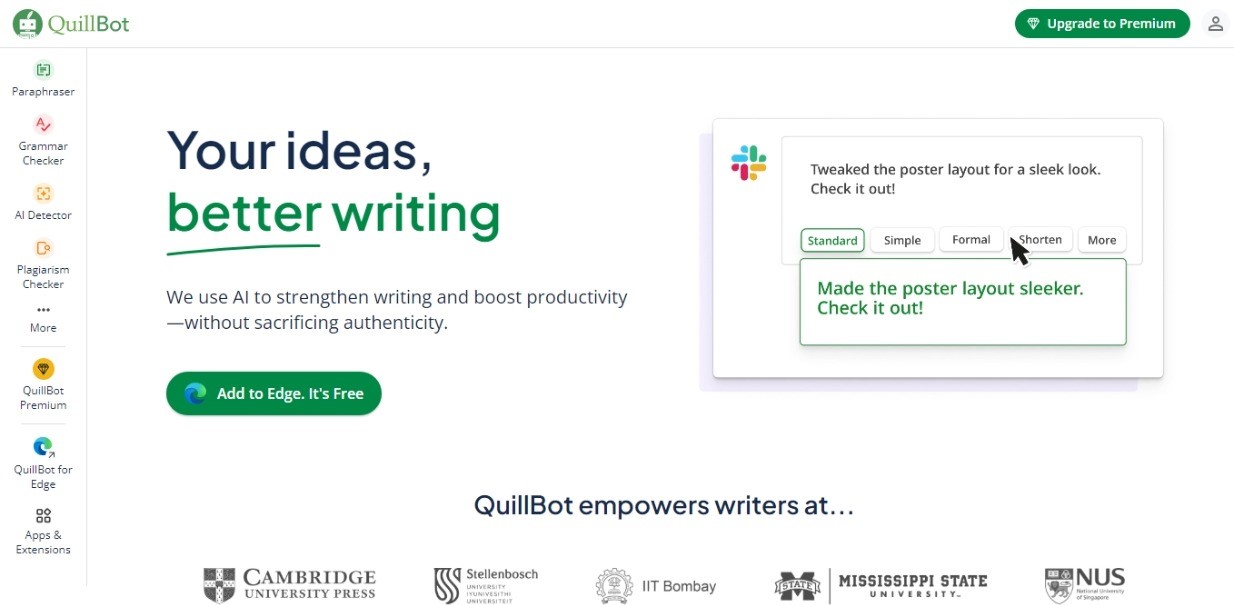 QuillBot
Upgrade to Premium
Paraphraser
Grammar
Checker
AI Detector
Plagiarism
Checker
More
QuillBot
Premium
QuillBot for
Edge
Apps &
Extensions
Your ideas,
better writing
We use AI to strengthen writing and boost productivity
—without sacrificing authenticity.
Add to Edge. It's Free
Tweaked the poster layout for a sleek look.
Check it out!
Standard
Simple
Formal
Shorten
More
Made the poster layout sleeker.
Check it out!
QuillBot empowers writers at...
CAMBRIDGE
UNIVERSITY PRESS
Stellenbosch
UNIVERSITY
IYUNIVESITHI
UNIVERSITEIT
IIT Bombay
STATE
MISSISSIPPI STATE
UNIVERSITY™
NUS
National University
of Singapore